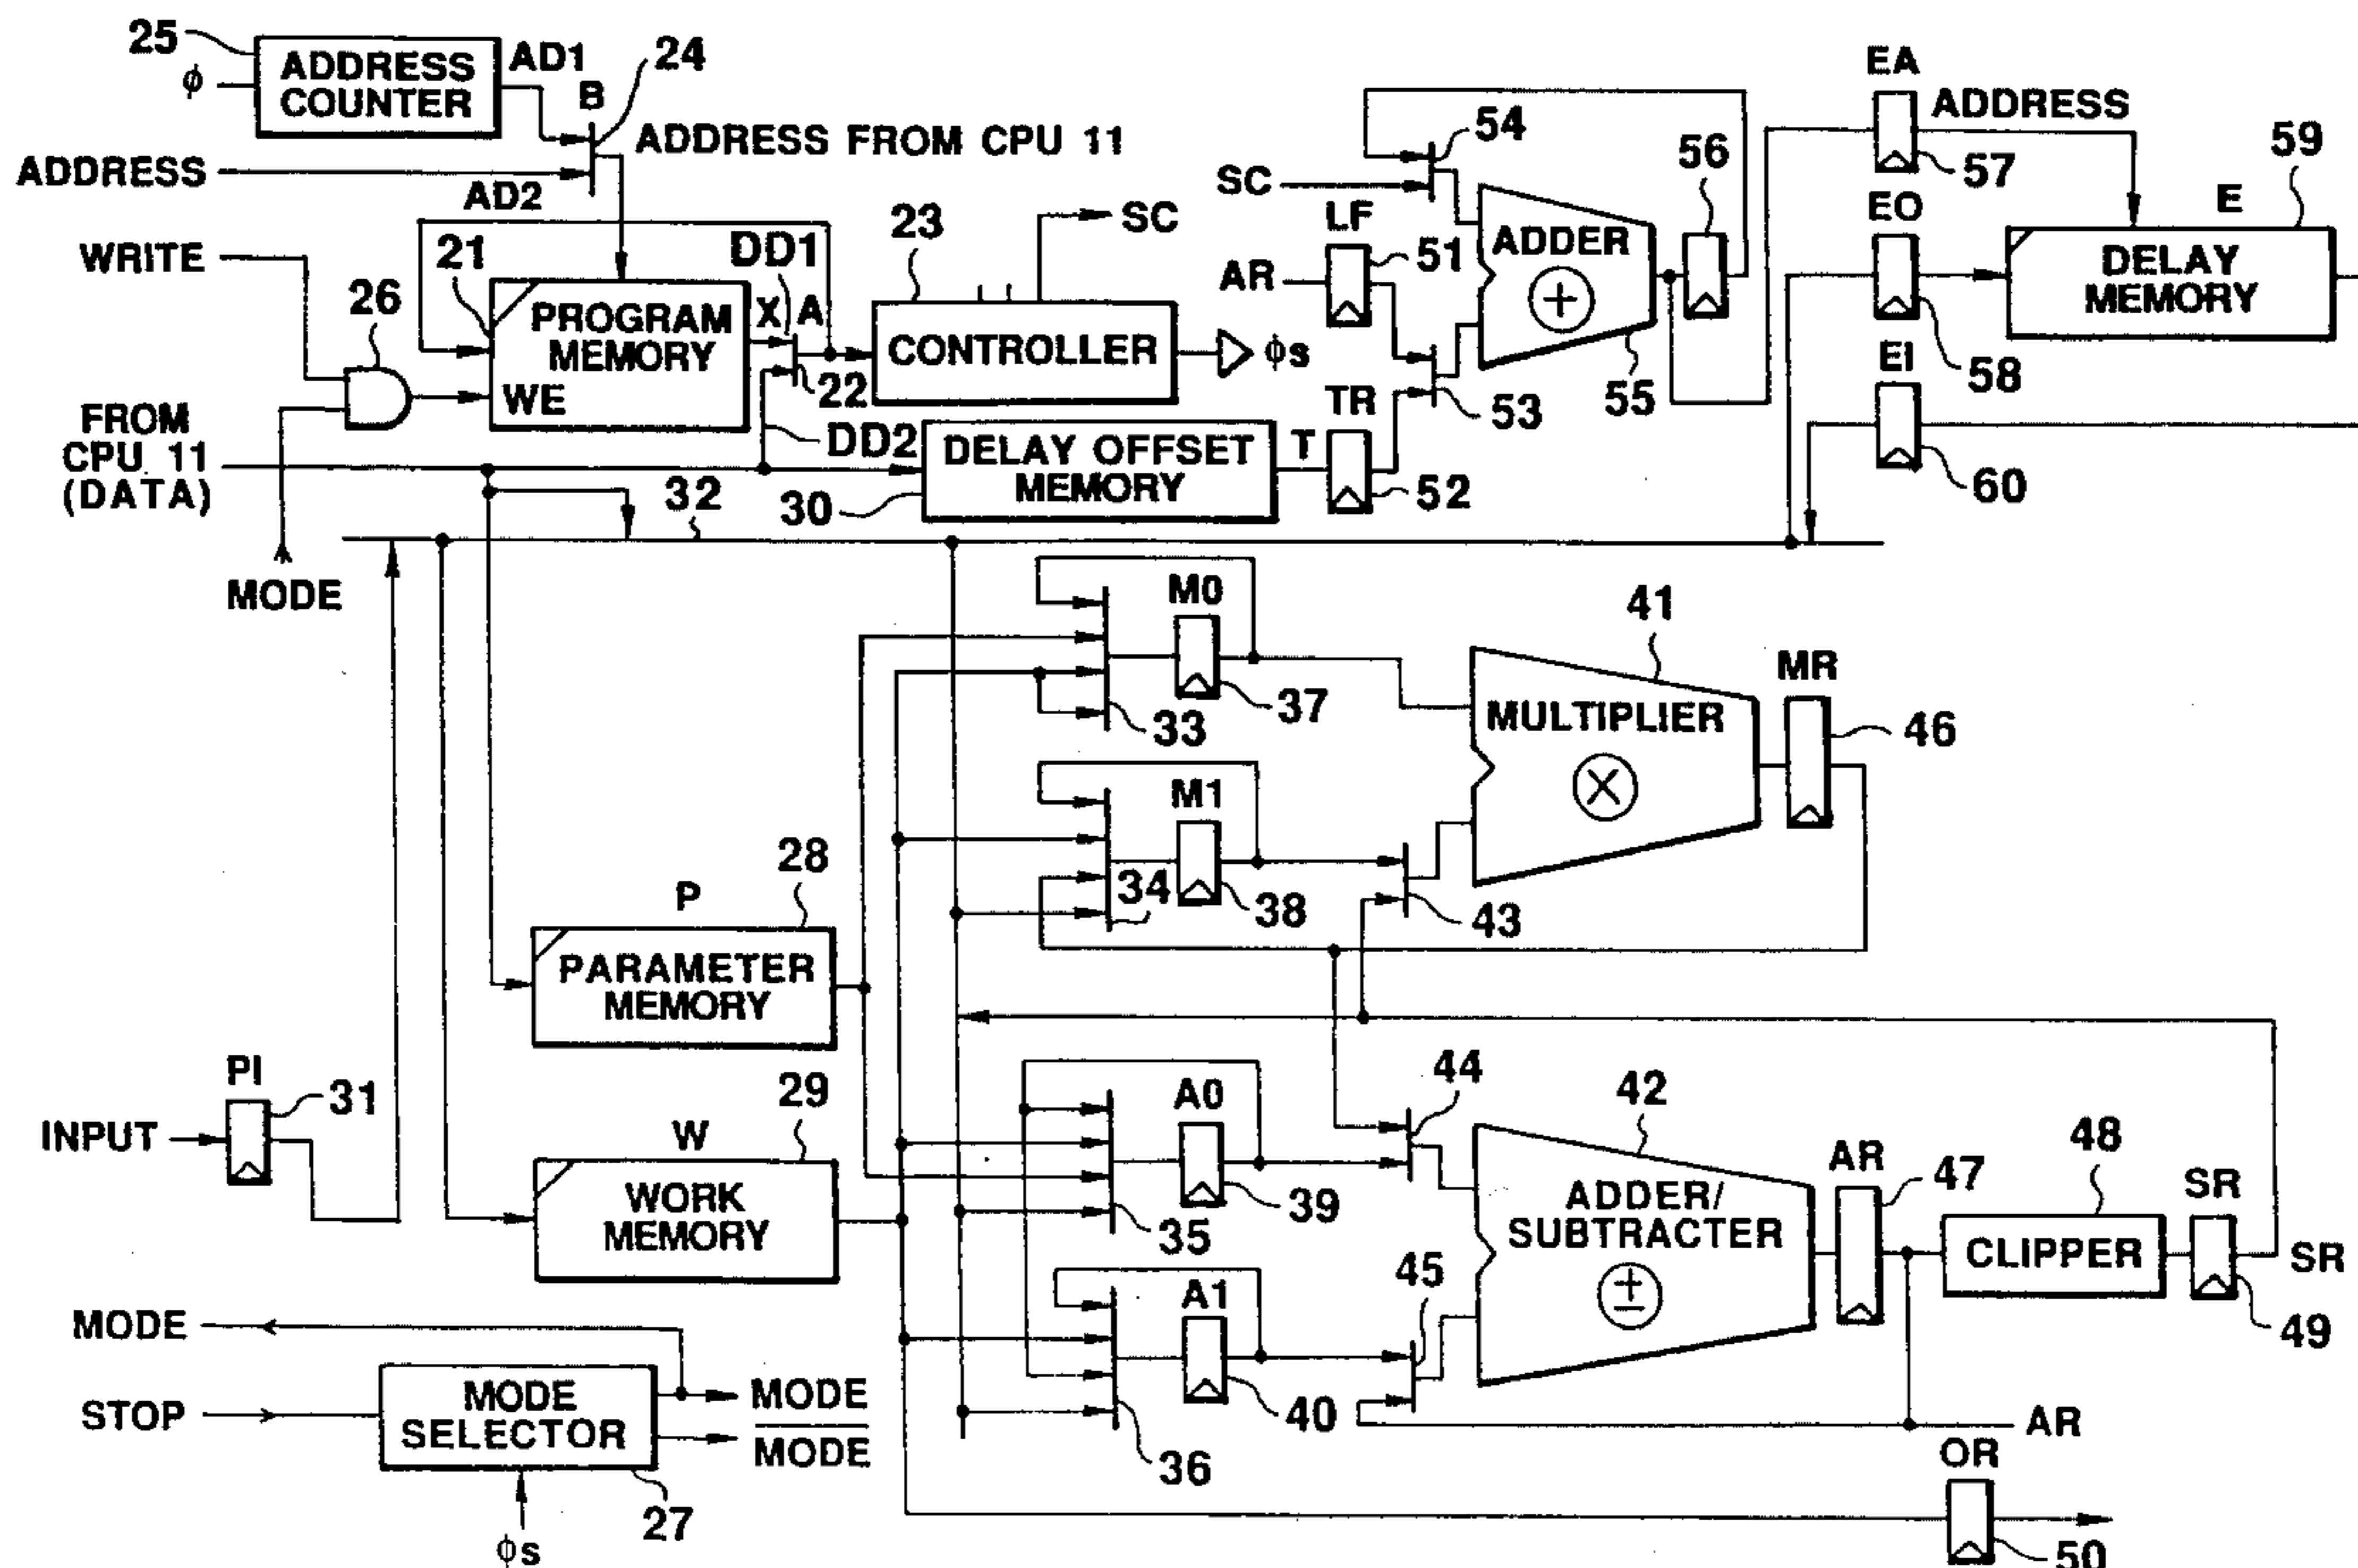 25
φ
ADDRESS
COUNTER
AD1
B
24
ADDRESS FROM CPU 11
ADDRESS
AD2
WRITE
21
26
PROGRAM
MEMORY
WE
X
DD1
A
22
23
SC
CONTROLLER
φs
FROM
CPU 11
(DATA)
DD2
DELAY OFFSET
MEMORY
30
T
TR
52
MODE
32
SC
54
LF
AR
51
53
ADDER
+
55
56
EA
ADDRESS
57
EO
58
EI
60
E
59
DELAY
MEMORY
M0
37
33
41
MULTIPLIER
×
MR
46
M1
34
38
43
P
28
PARAMETER
MEMORY
PI
31
INPUT
W
29
WORK
MEMORY
A0
39
35
44
42
ADDER/
SUBTRACTER
±
AR
47
48
CLIPPER
SR
SR
49
A1
40
36
45
AR
MODE
STOP
MODE
SELECTOR
MODE
MODE
27
φs
OR
50